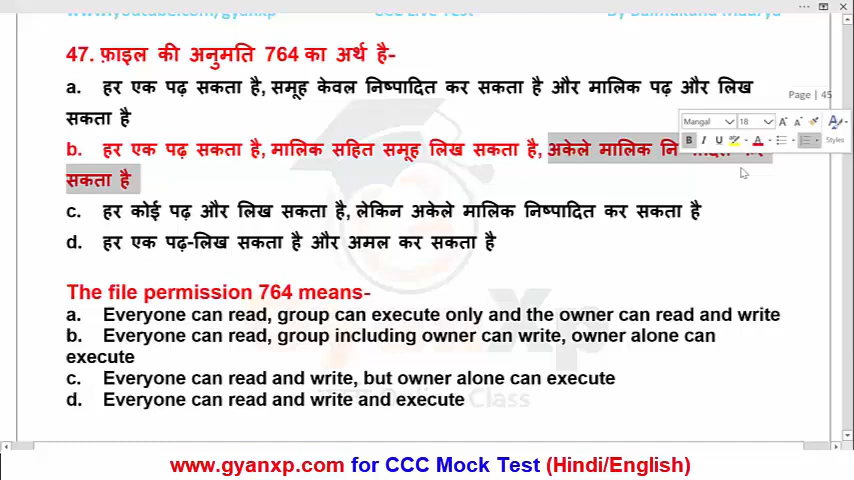 47. फ़ाइल की अनुमति 764 का अर्थ है-
a. हर एक पढ़ सकता है, समूह केवल निष्पादित कर सकता है और मालिक पढ़ और लिख
सकता है
Page | 45
Mangal 18
Styles
b. हर एक पढ़ सकता है, मालिक सहित समूह लिख सकता है, अकेले मालिक
सकता है
c. हर कोई पढ़ और लिख सकता है, लेकिन अकेले मालिक निष्पादित कर सकता है
d. हर एक पढ़-लिख सकता है और अमल कर सकता है
The file permission 764 means-
a. Everyone can read, group can execute only and the owner can read and write
b. Everyone can read, group including owner can write, owner alone can
execute
c. Everyone can read and write, but owner alone can execute
d. Everyone can read and write and execute
www.gyanxp.com for CCC Mock Test (Hindi/English)